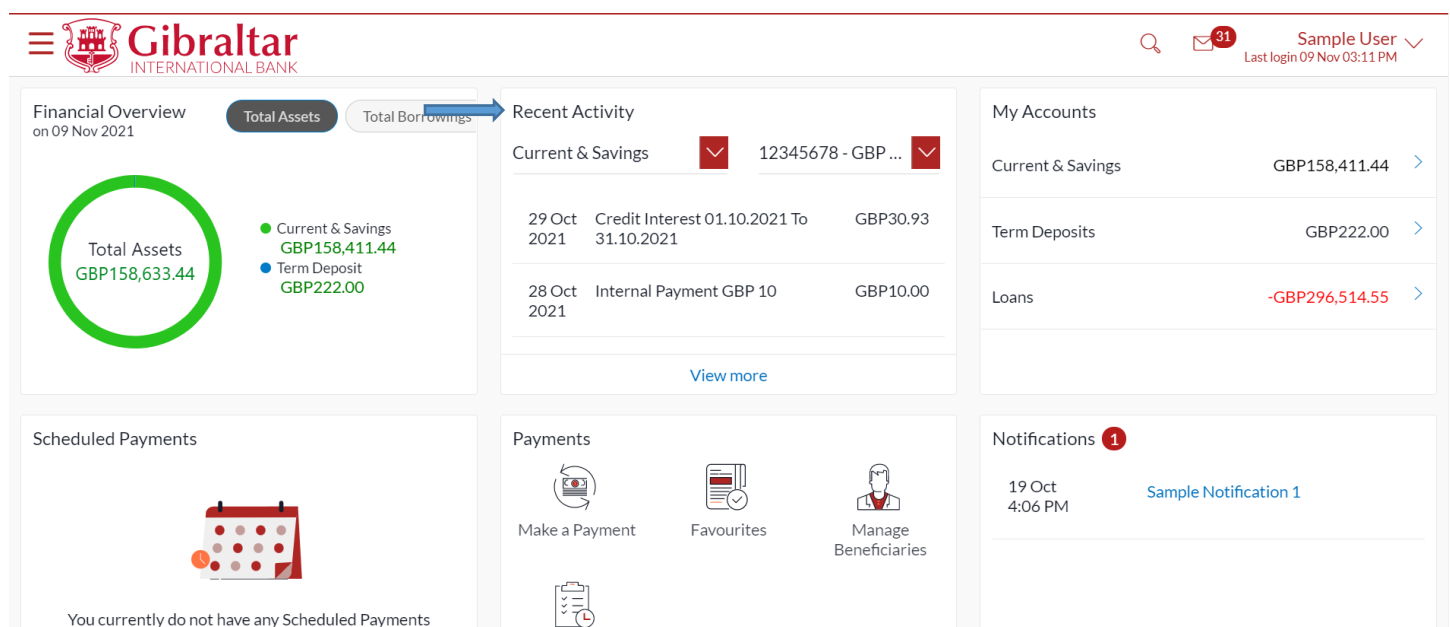 Gibraltar
INTERNATIONAL BANK
31
Sample User
Last login 09 Nov 03:11 PM
Financial Overview
on 09 Nov 2021
Total Assets
Total Borrowings
Total Assets
GBP158,633.44
Current & Savings
GBP158,411.44
Term Deposit
GBP222.00
Recent Activity
Current & Savings
12345678 - GBP ...
29 Oct Credit Interest 01.10.2021 To GBP30.93
2021 31.10.2021
28 Oct Internal Payment GBP 10 GBP10.00
2021
View more
My Accounts
Current & Savings GBP158,411.44
Term Deposits GBP222.00
Loans -GBP296,514.55
Scheduled Payments
You currently do not have any Scheduled Payments
Payments
Make a Payment
Favourites
Manage
Beneficiaries
Notifications 1
19 Oct Sample Notification 1
4:06 PM